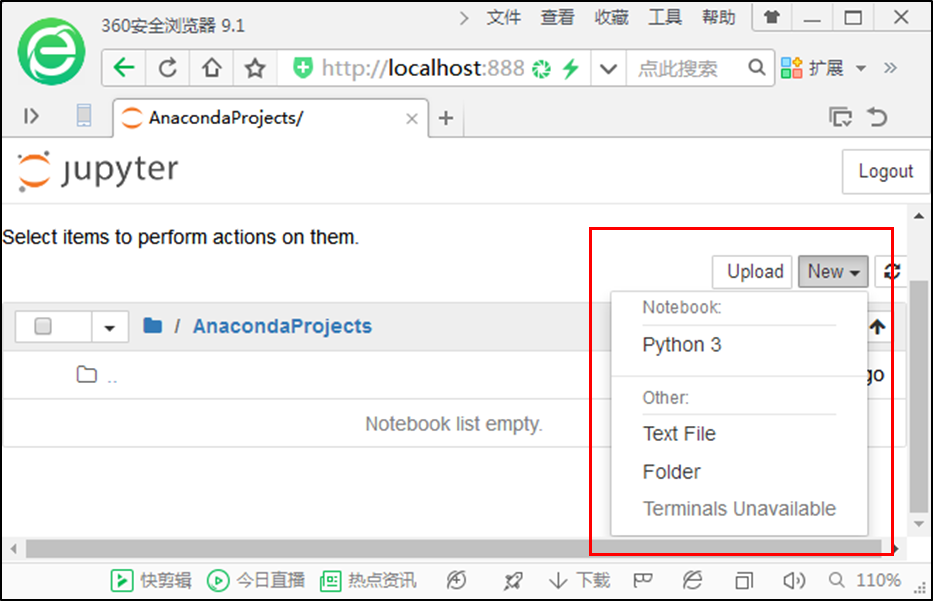 360安全浏览器 9.1
文件 查看 收藏 工具 帮助
http://localhost:888 点此搜索 扩展
AnacondaProjects/
jupyter
Logout
Select items to perform actions on them.
Upload New
/ AnacondaProjects
Notebook:
Python 3
.. go
Other:
Notebook list empty.
Text File
Folder
Terminals Unavailable
快剪辑 今日直播 热点资讯 下载 110%